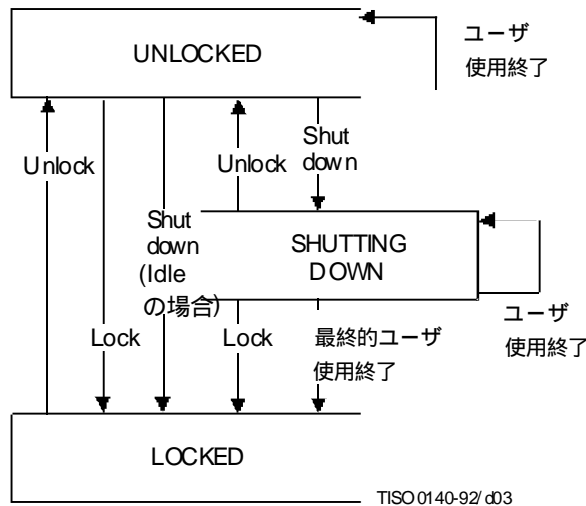 UNLOCKED
ユーザ
使用終了
Unlock
Unlock
Shut
down
Shut
down
(Idle
の場合)
SHUTTING
DOWN
ユーザ
使用終了
Lock
Lock
最終的ユーザ
使用終了
LOCKED
TISO0140-92/d03